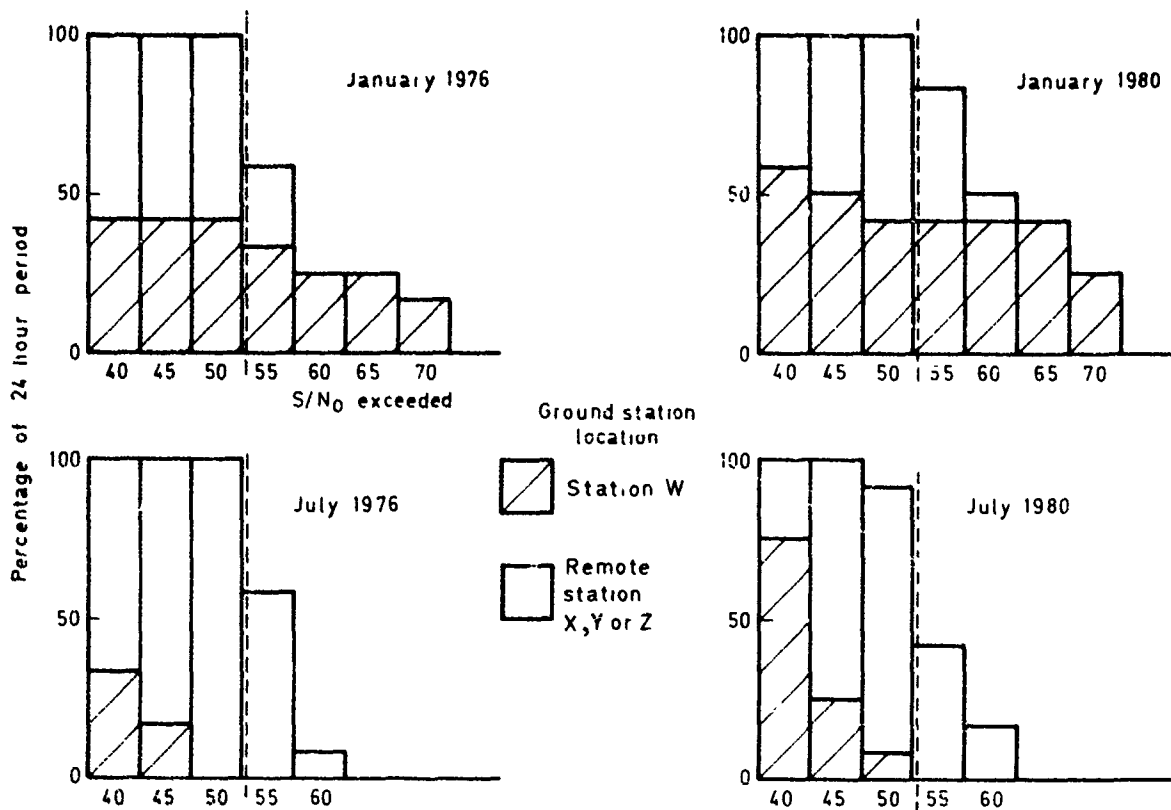 Percentage of 24 hour period
100
50
0
40 45 50 55 60 65 70
S/N0 exceeded
January 1976
100
50
0
40 45 50 55 60 65 70
January 1980
Ground station
location
Station W
Remote
station
X,Y or Z
100
50
0
40 45 50 55 60
July 1976
100
50
0
40 45 50 55 60
July 1980